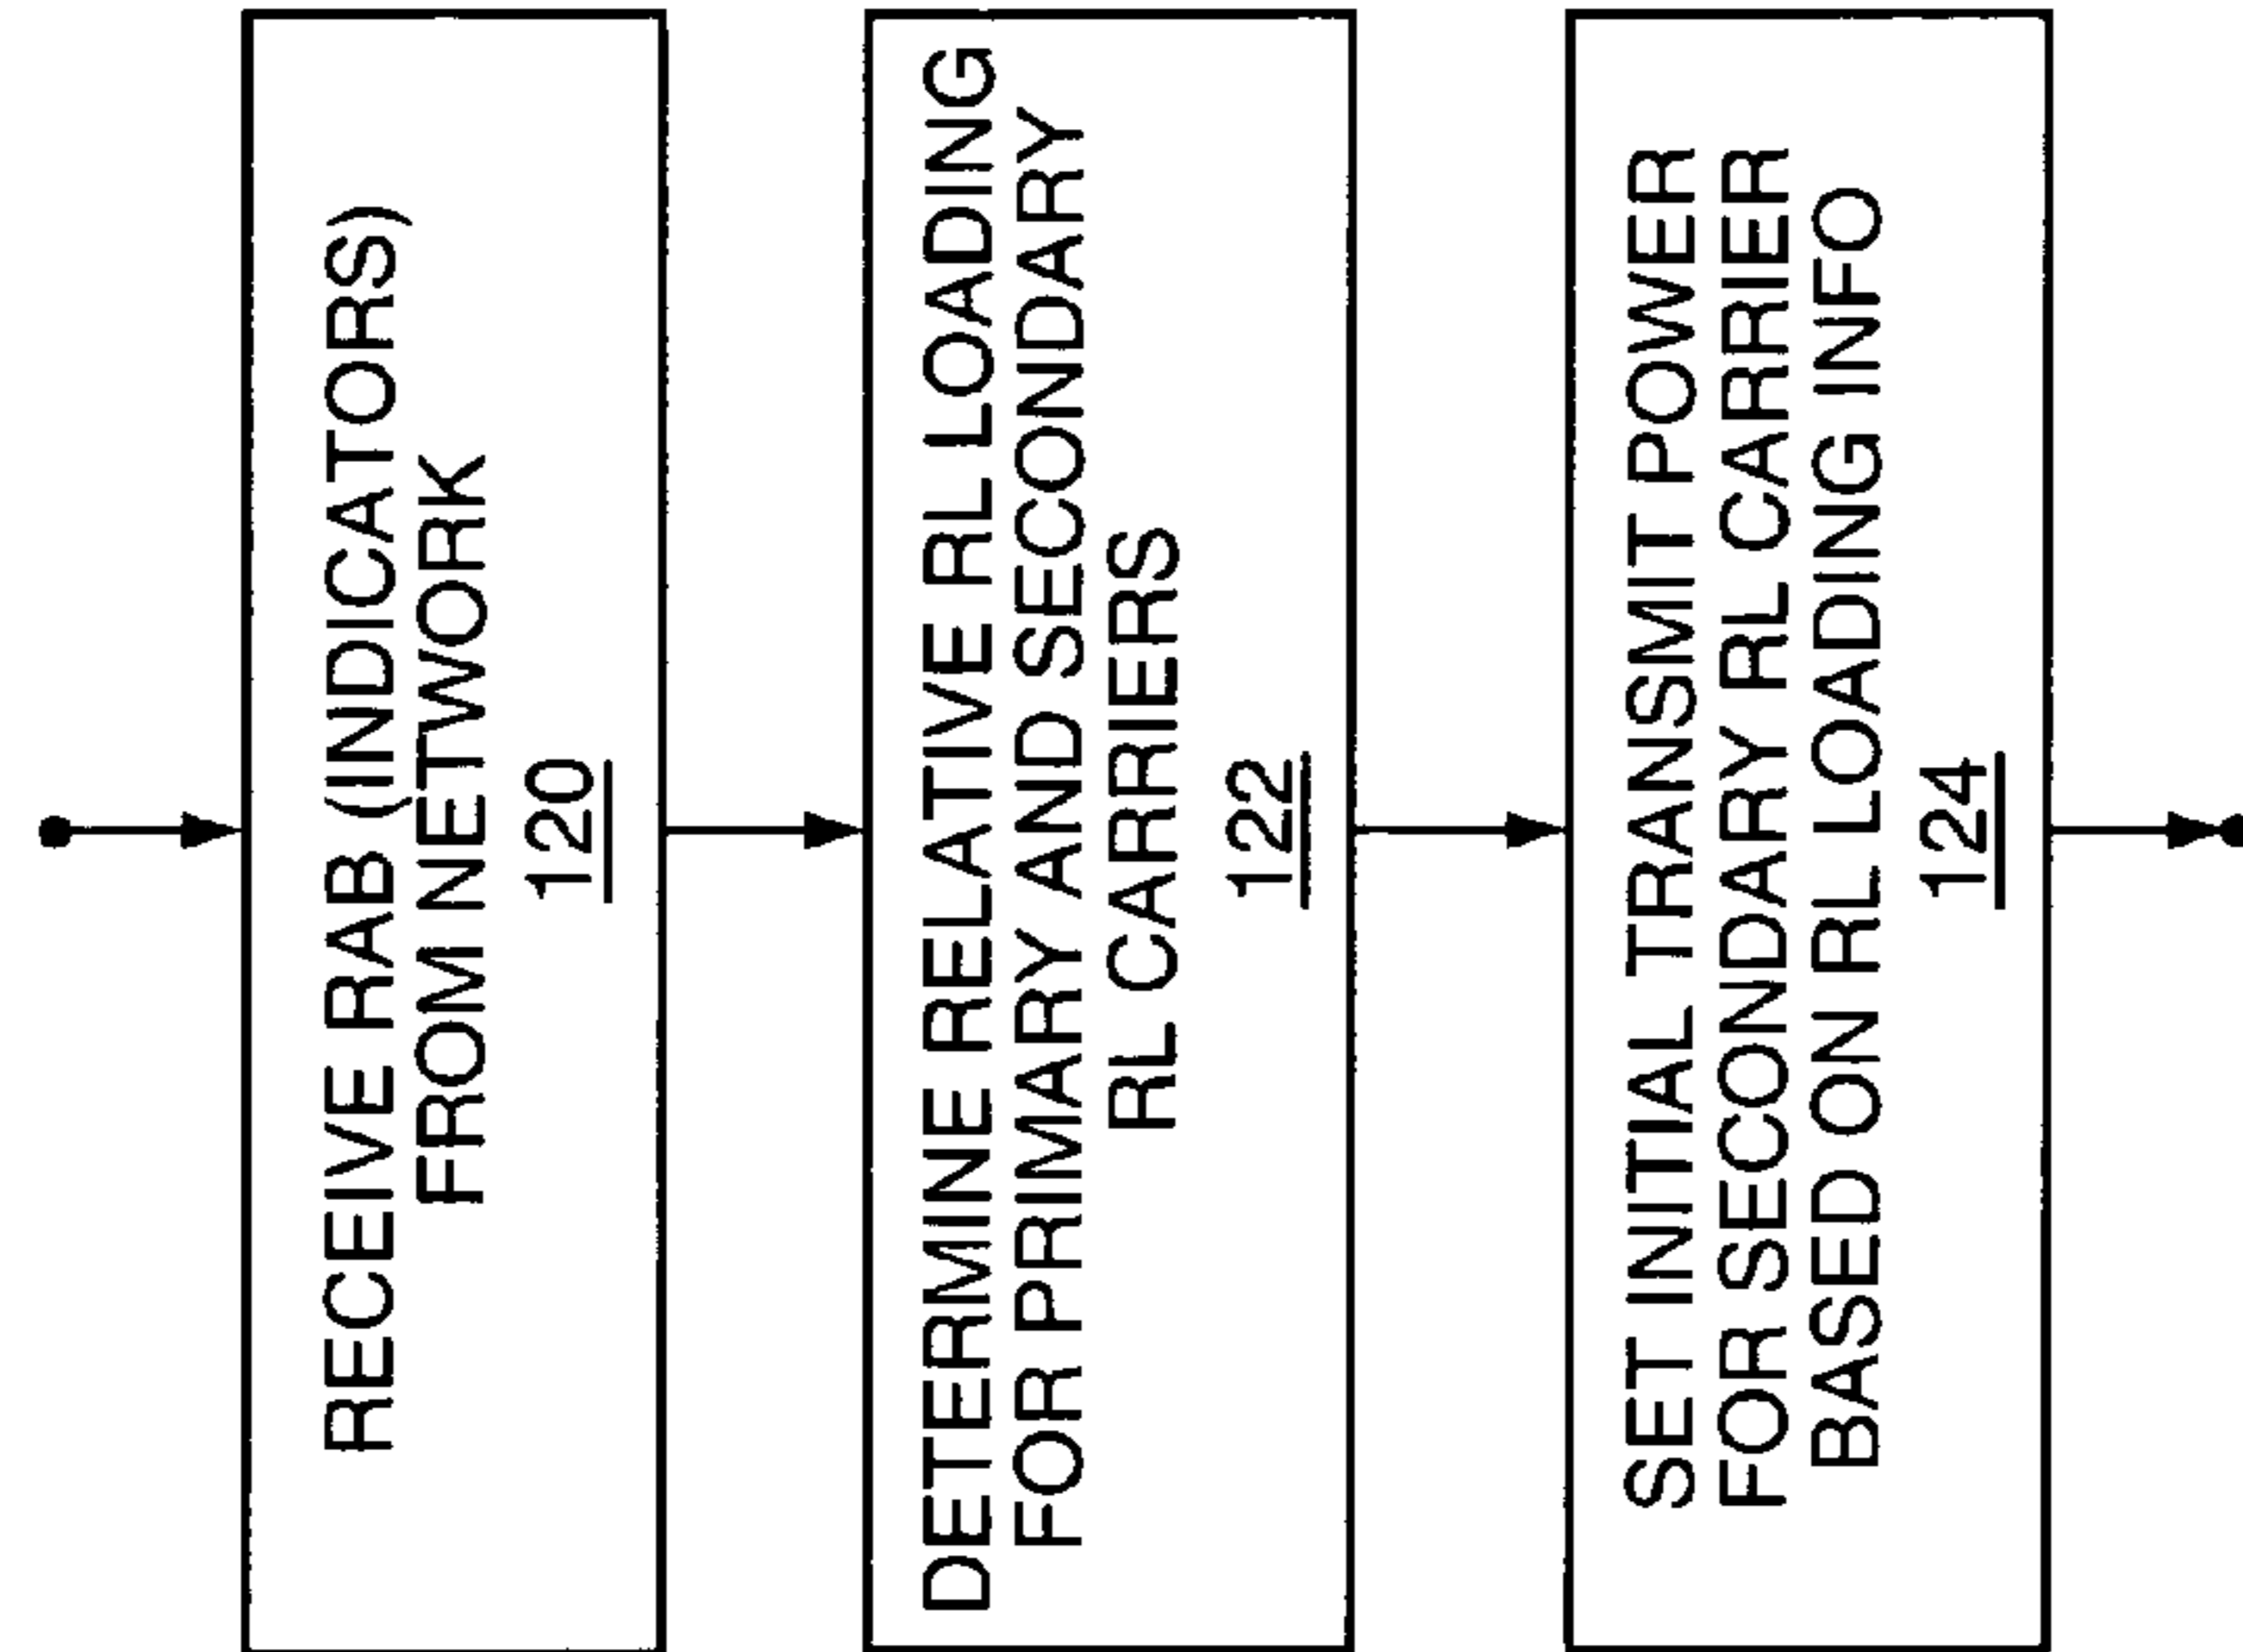 RECEIVE RAB (INDICATORS)
FROM NETWORK
120
DETERMINE RELATIVE RL LOADING
FOR PRIMARY AND SECONDARY
RL CARRIERS
122
SET INITIAL TRANSMIT POWER
FOR SECONDARY RL CARRIER
BASED ON RL LOADING INFO
124